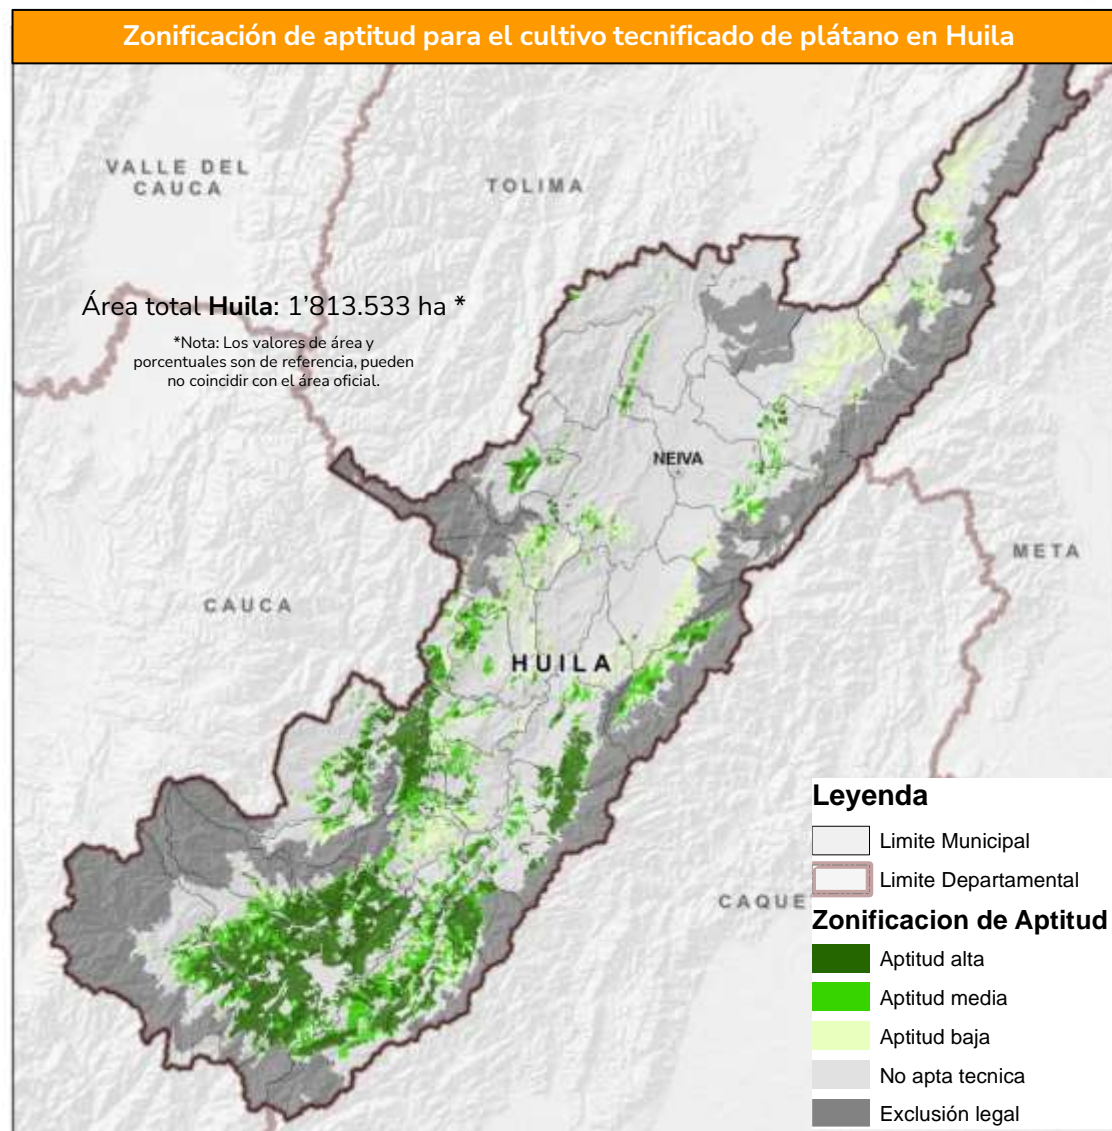 Zonificación de aptitud para el cultivo tecnificado de plátano en Huila
VALLE DEL
CAUCA
TOLIMA
Área total Huila: 1’813.533 ha *
*Nota: Los valores de área y
porcentuales son de referencia, pueden
no coincidir con el área oficial.
NEIVA
META
CAUCA
HUILA
CAQUE
Leyenda
Limite Municipal
Limite Departamental
Zonificacion de Aptitud
Aptitud alta
Aptitud media
Aptitud baja
No apta tecnica
Exclusión legal